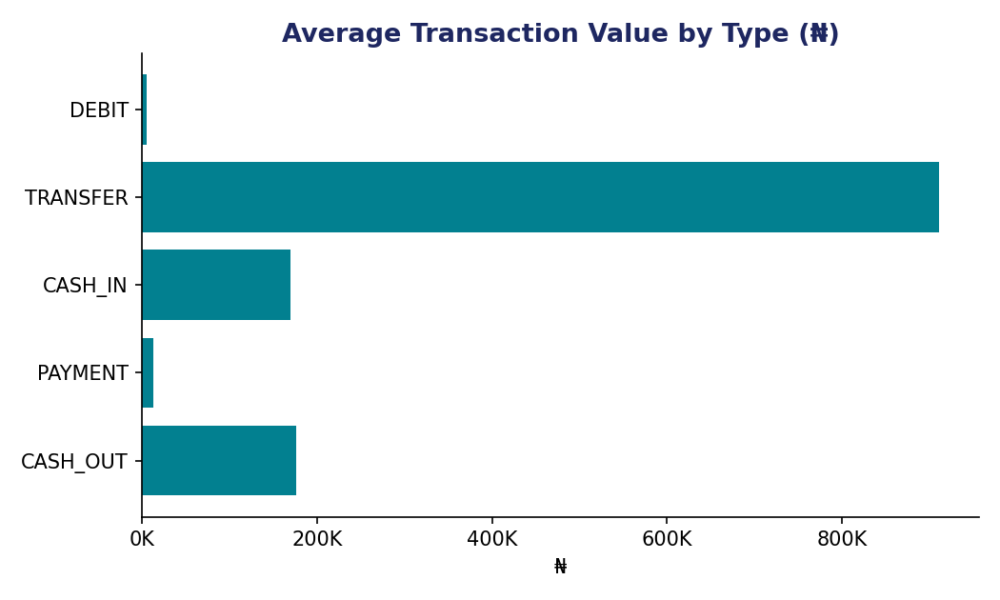 Average Transaction Value by Type (₦)
DEBIT
TRANSFER
CASH_IN
PAYMENT
CASH_OUT
0K 200K 400K 600K 800K
₦